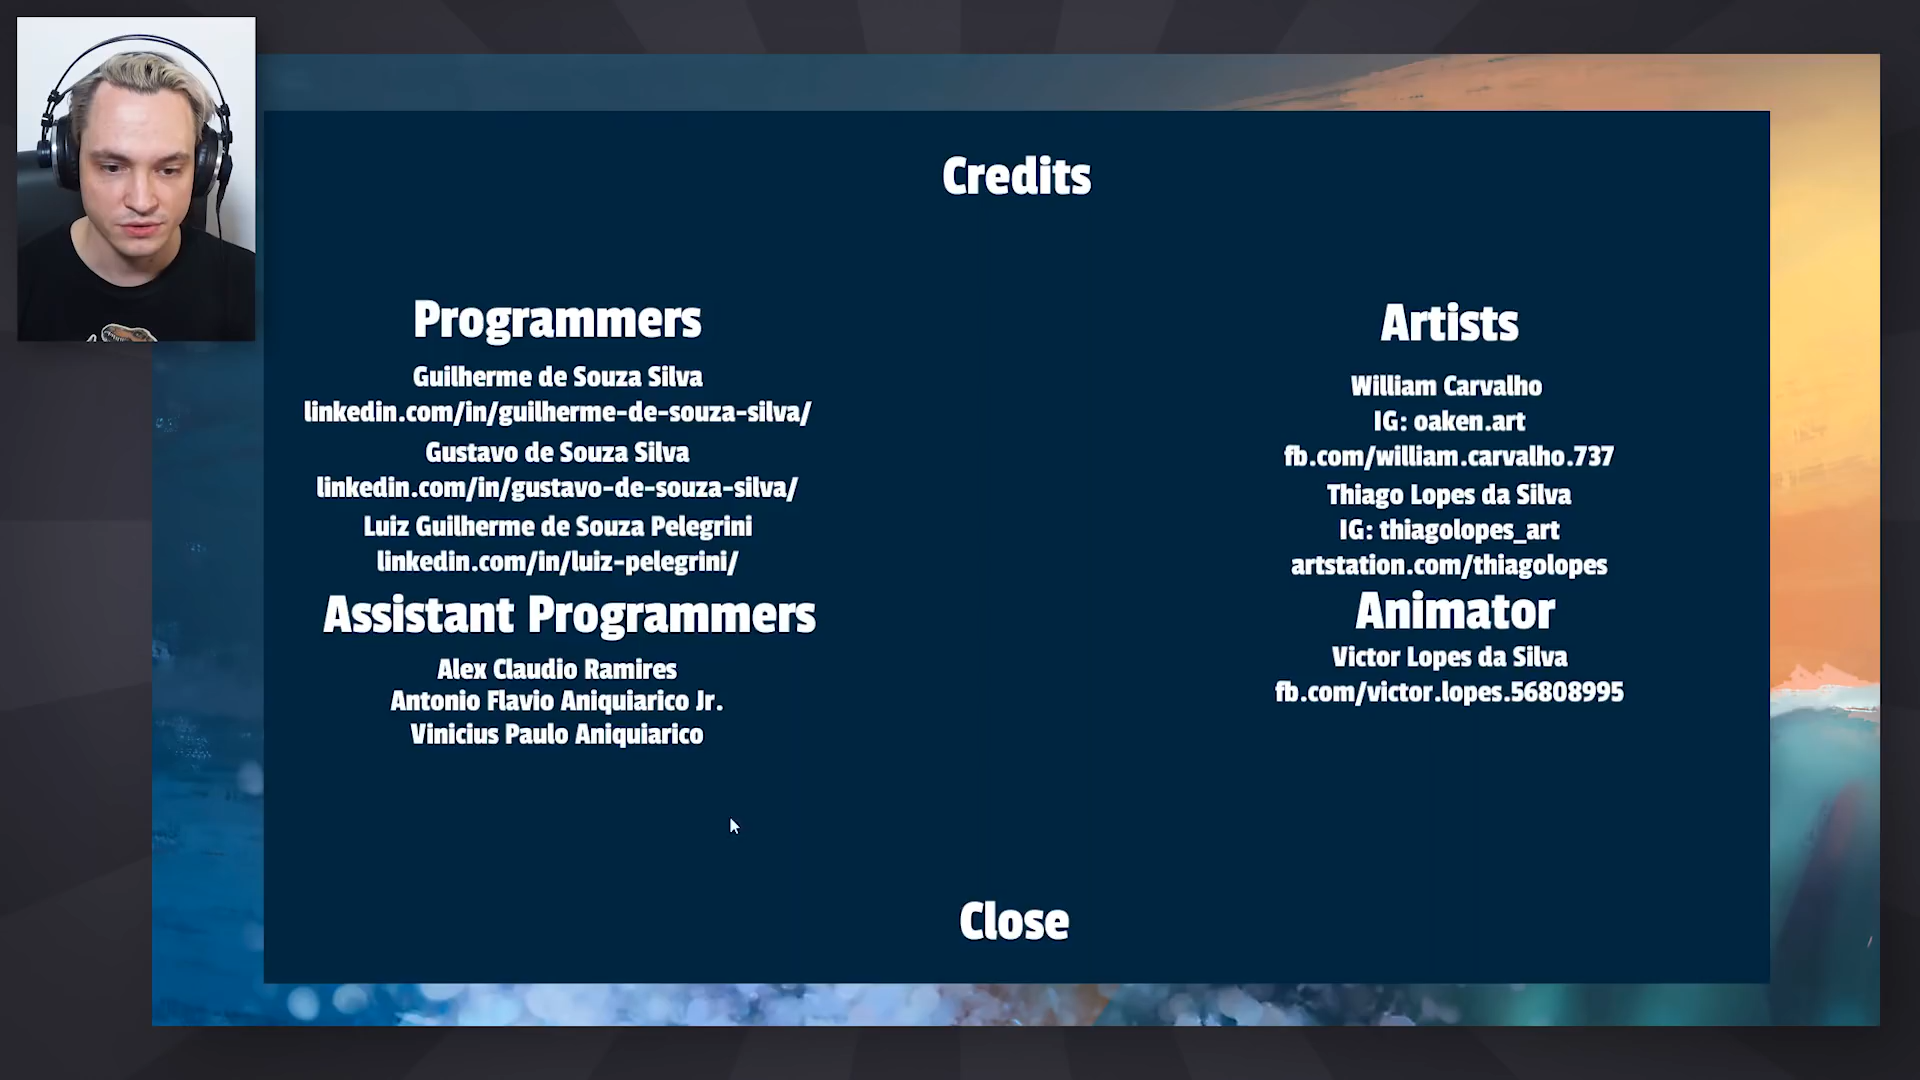 Credits
Programmers
Guilherme de Souza Silva
linkedin.com/in/guilherme-de-souza-silva/
Gustavo de Souza Silva
linkedin.com/in/gustavo-de-souza-silva/
Luiz Guilherme de Souza Pelegrini
linkedin.com/in/luiz-pelegrini/
Assistant Programmers
Alex Claudio Ramires
Antonio Flavio Aniquiarico Jr.
Vinicius Paulo Aniquiarico
Artists
William Carvalho
IG: oaken.art
fb.com/william.carvalho.737
Thiago Lopes da Silva
IG: thiagolopes_art
artstation.com/thiagolopes
Animator
Victor Lopes da Silva
fb.com/victor.lopes.56808995
Close